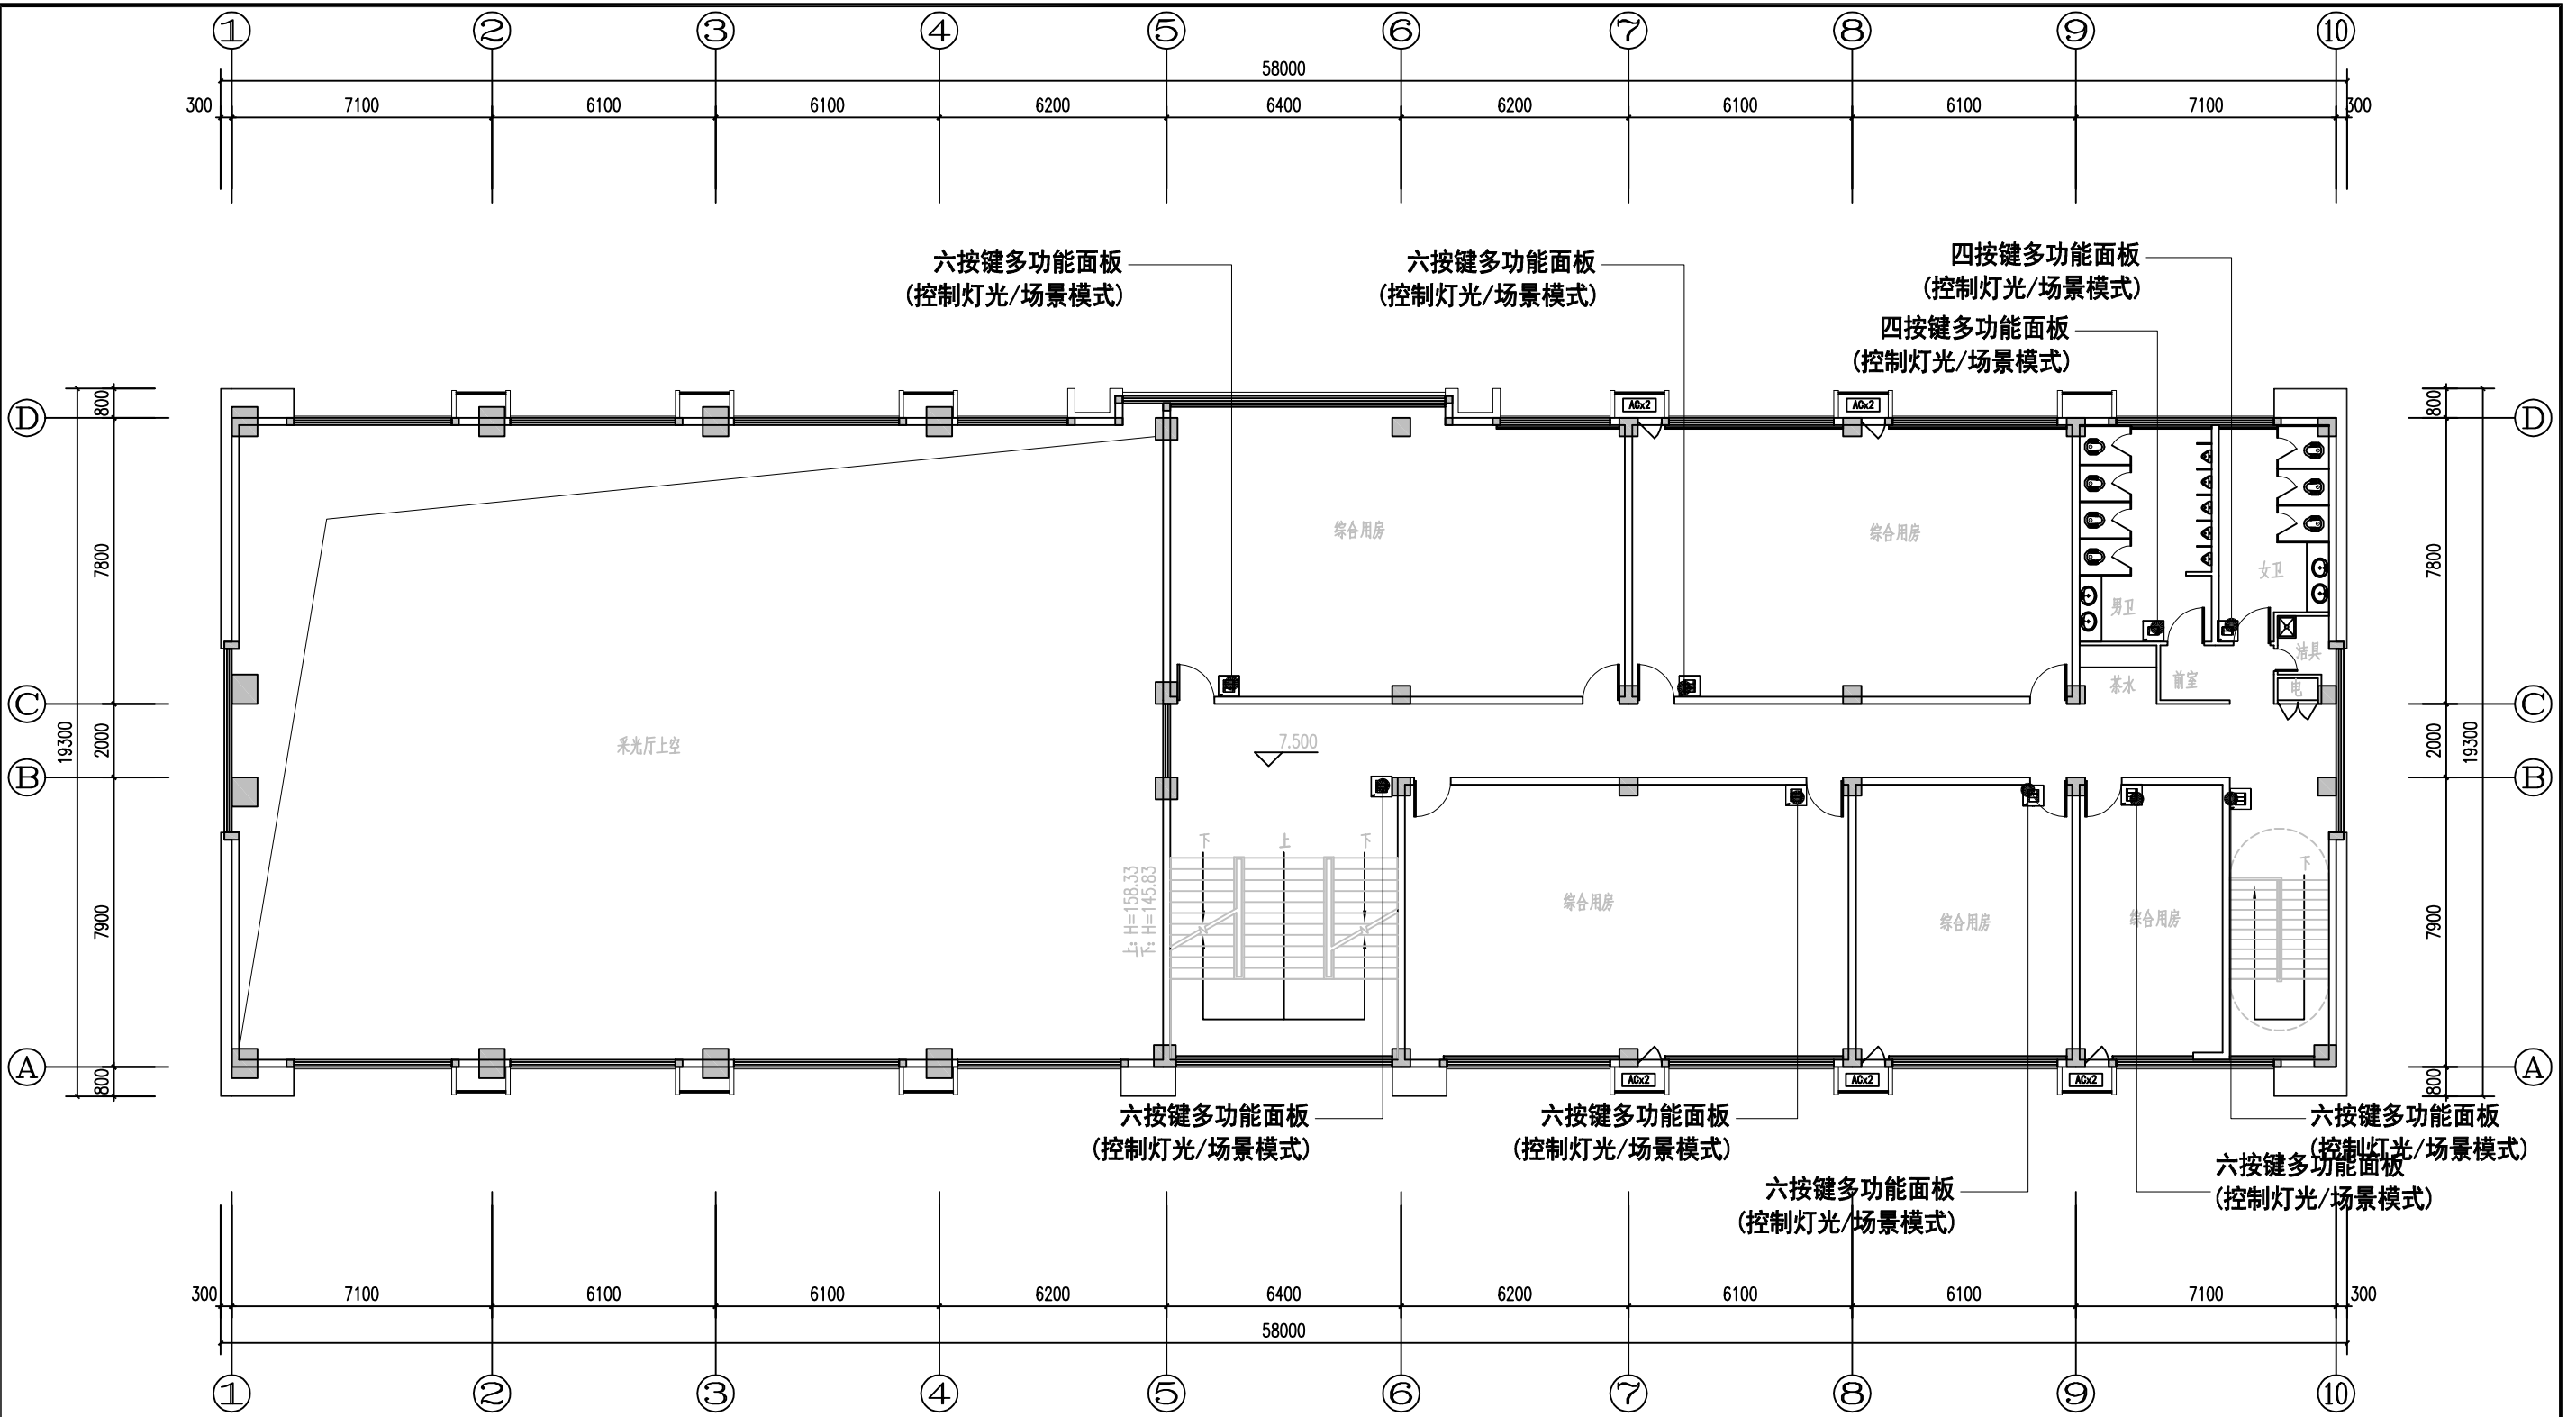 1 2 3 4 5 6 7 8 9 10
58000
300 7100 6100 6100 6200 6400 6200 6100 6100 7100 300
四按键多功能面板
(控制灯光/场景模式)
六按键多功能面板
(控制灯光/场景模式)
六按键多功能面板
(控制灯光/场景模式)
四按键多功能面板
(控制灯光/场景模式)
800
800
ACx2
ACx2
D
D
综合用房
综合用房
7800
7800
女卫
男卫
洁具
前室
茶水
电
C
C
19300
2000
采光厅上空
7.500
2000
19300
B
B
下
上
下
下
上: H=158.33
下: H=145.83
综合用房
综合用房
综合用房
7900
7900
A
A
ACx2
ACx2
ACx2
800
800
六按键多功能面板
(控制灯光/场景模式)
六按键多功能面板
(控制灯光/场景模式)
六按键多功能面板
(控制灯光/场景模式)
六按键多功能面板
(控制灯光/场景模式)
六按键多功能面板
(控制灯光/场景模式)
300 7100 6100 6100 6200 6400 6200 6100 6100 7100 300
58000
1 2 3 4 5 6 7 8 9 10